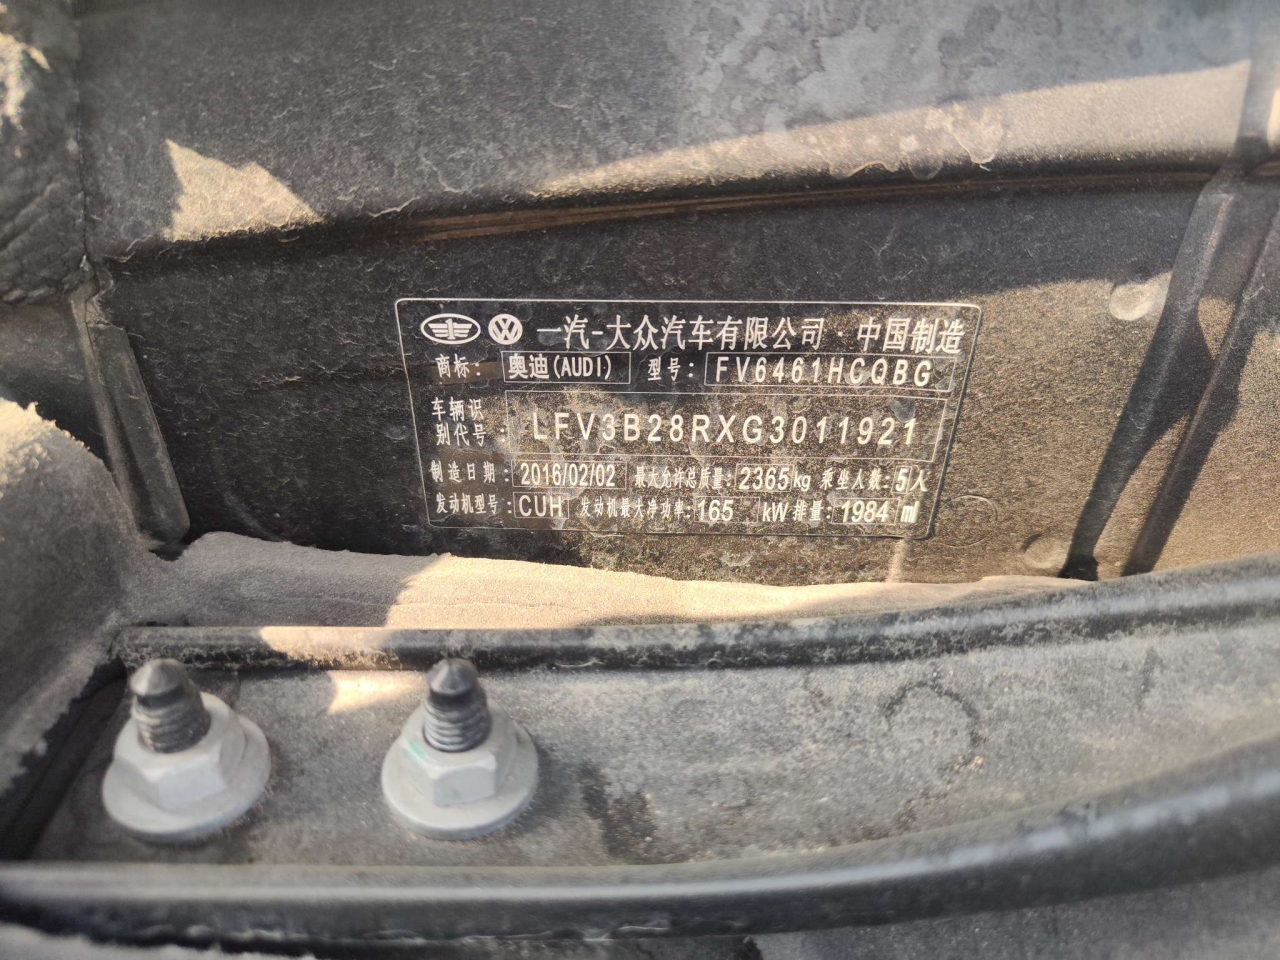 一汽-大众汽车有限公司·中国制造
商标: 奥迪(AUDI) 型号: FV6461HCQBG
车辆识
别代号: LFV3B28RXG3011921
制造日期: 2016/02/02 最大允许总质量: 2365kg 乘坐人数: 5人
发动机型号: CUH 发动机最大净功率: 165 kW 排量: 1984 ml